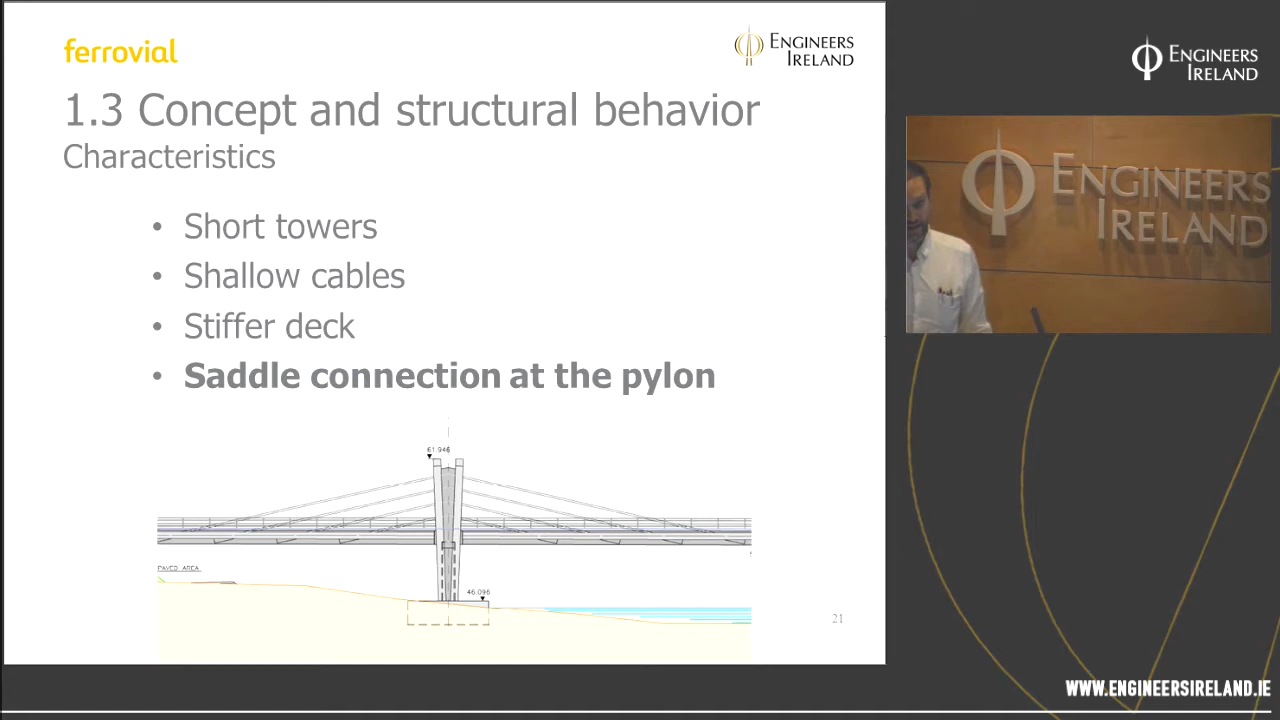 ferrovial
ENGINEERS
IRELAND
1.3 Concept and structural behavior
Characteristics
• Short towers
• Shallow cables
• Stiffer deck
• Saddle connection at the pylon
61.946
PAVED AREA
46.096
21
ENGINEERS
IRELAND
ENGINEERS
IRELAND
WWW.ENGINEERSIRELAND.IE